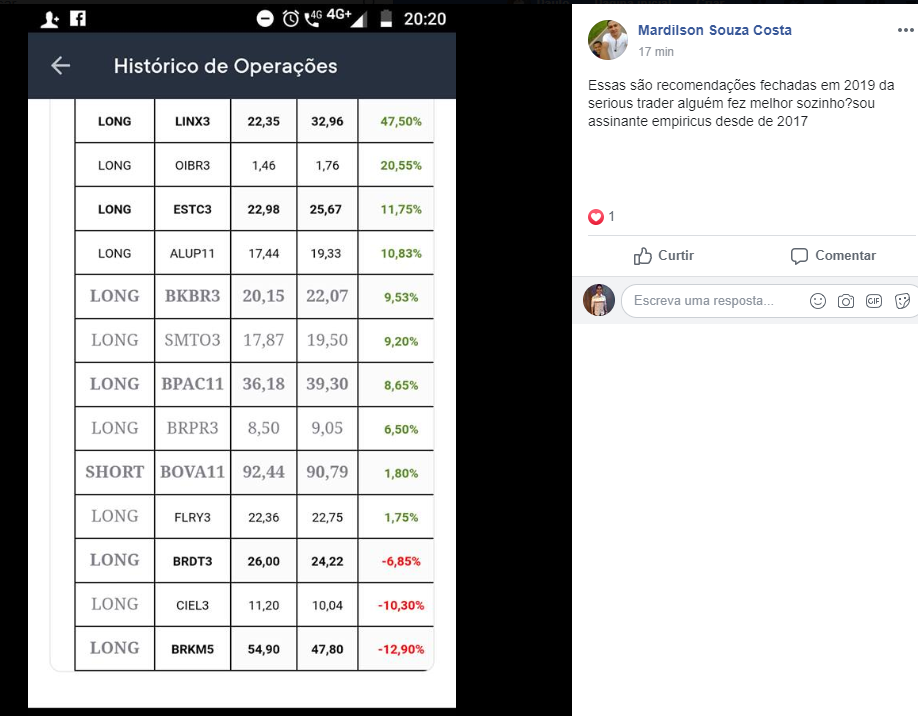 4G 4G+ 20:20
Histórico de Operações
LONG LINX3 22,35 32,96 47,50%
LONG OIBR3 1,46 1,76 20,55%
LONG ESTC3 22,98 25,67 11,75%
LONG ALUP11 17,44 19,33 10,83%
LONG BKBR3 20,15 22,07 9,53%
LONG SMTO3 17,87 19,50 9,20%
LONG BPAC11 36,18 39,30 8,65%
LONG BRPR3 8,50 9,05 6,50%
SHORT BOVA11 92,44 90,79 1,80%
LONG FLRY3 22,36 22,75 1,75%
LONG BRDT3 26,00 24,22 -6,85%
LONG CIEL3 11,20 10,04 -10,30%
LONG BRKM5 54,90 47,80 -12,90%
Mardilson Souza Costa
17 min
Essas são recomendações fechadas em 2019 da
serious trader alguém fez melhor sozinho?sou
assinante empiricus desde de 2017
1
Curtir Comentar
Escreva uma resposta... GIF